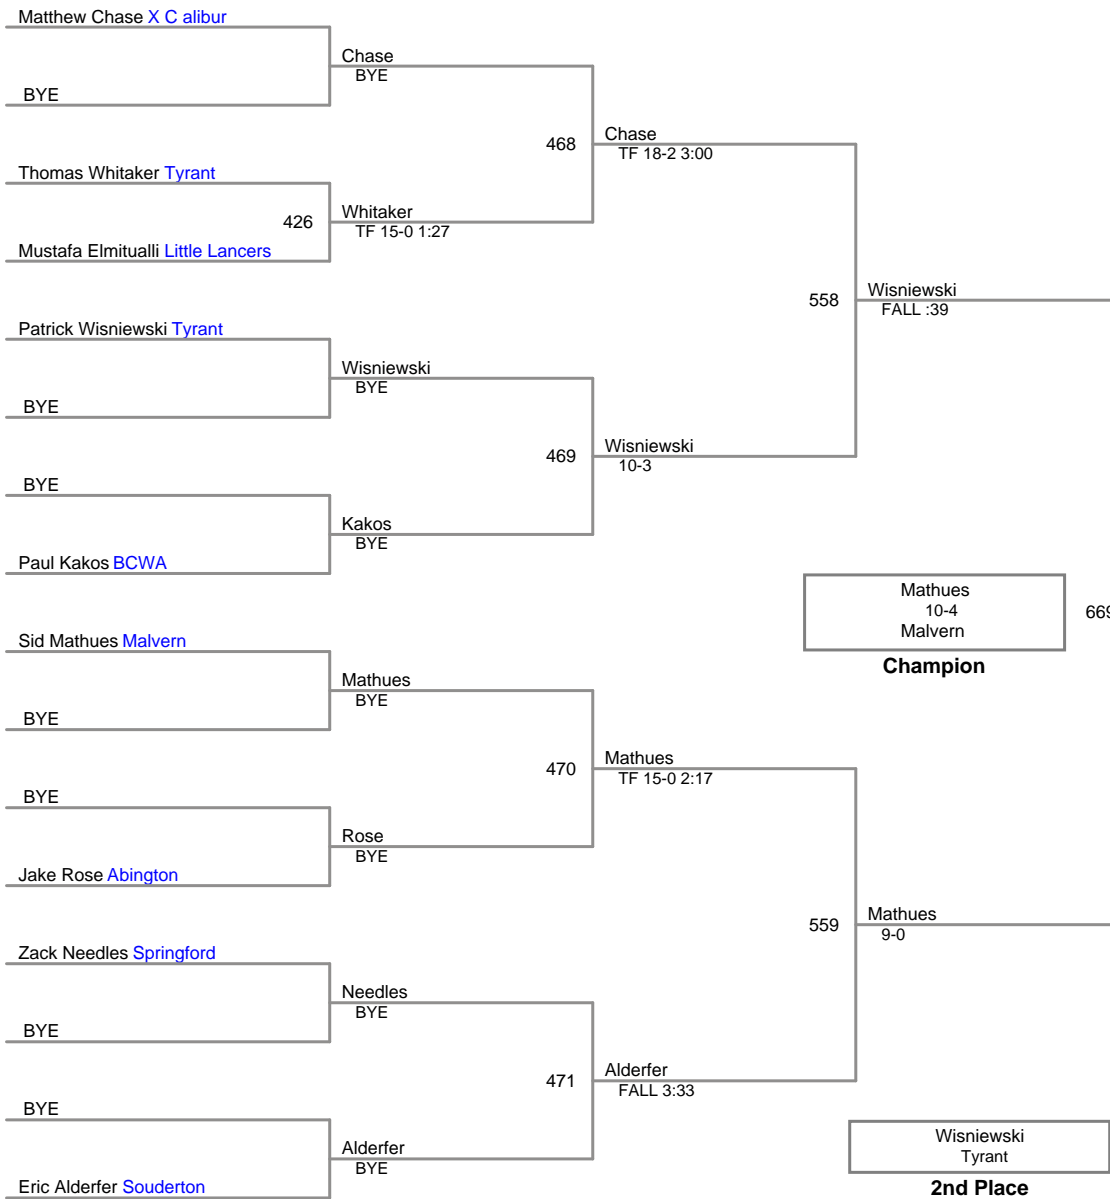 Matthew Chase X C alibur
Chase
BYE
BYE
468
Chase
TF 18-2 3:00
Thomas Whitaker Tyrant
426
Whitaker
TF 15-0 1:27
Mustafa Elmitualli Little Lancers
558
Wisniewski
FALL :39
Patrick Wisniewski Tyrant
Wisniewski
BYE
BYE
469
Wisniewski
10-3
BYE
Kakos
BYE
Paul Kakos BCWA
Mathues
10-4
Malvern
669
Champion
Sid Mathues Malvern
Mathues
BYE
BYE
470
Mathues
TF 15-0 2:17
BYE
Rose
BYE
Jake Rose Abington
559
Mathues
9-0
Zack Needles Springford
Needles
BYE
BYE
471
Alderfer
FALL 3:33
BYE
Alderfer
BYE
Eric Alderfer Souderton
Wisniewski
Tyrant
2nd Place